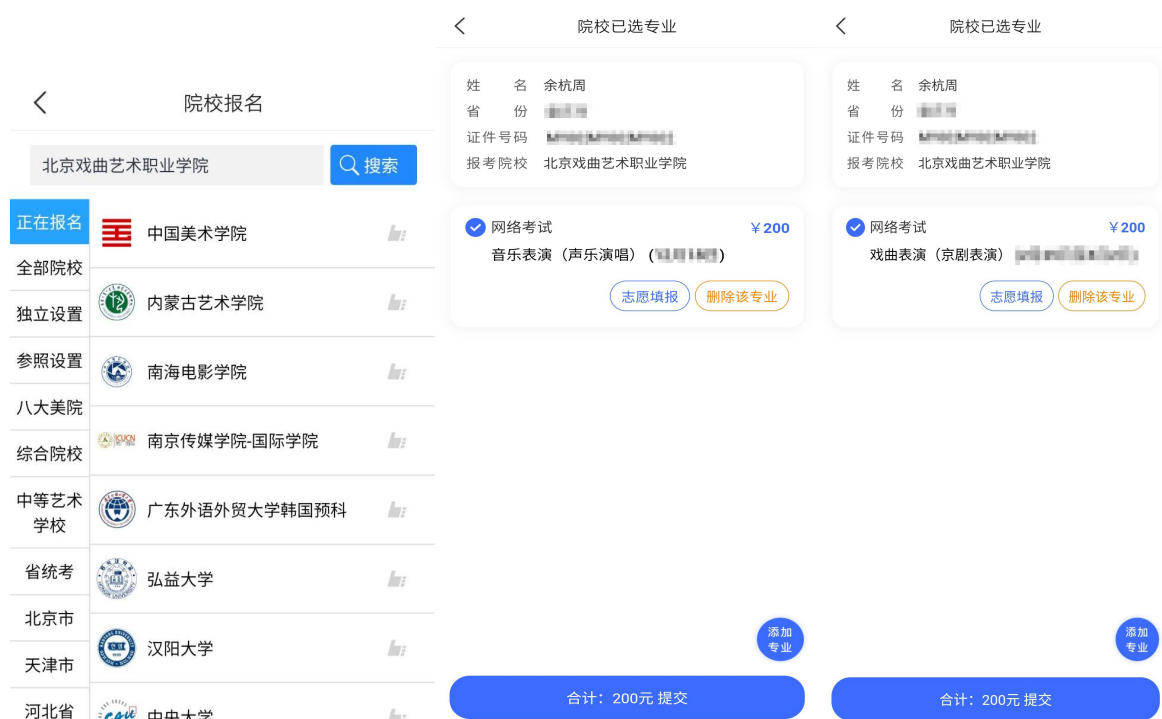 院校报名
北京戏曲艺术职业学院
搜索
正在报名
全部院校
独立设置
参照设置
八大美院
综合院校
中等艺术
学校
省统考
北京市
天津市
河北省
中国美术学院
内蒙古艺术学院
南海电影学院
南京传媒学院-国际学院
广东外语外贸大学韩国预科
弘益大学
汉阳大学
中央大学
院校已选专业
姓 名 余杭周
省 份
证件号码
报考院校 北京戏曲艺术职业学院
网络考试 ¥200
音乐表演（声乐演唱）
志愿填报 删除该专业
添加
专业
合计：200元 提交
院校已选专业
姓 名 余杭周
省 份
证件号码
报考院校 北京戏曲艺术职业学院
网络考试 ¥200
戏曲表演（京剧表演）
志愿填报 删除该专业
添加
专业
合计：200元 提交